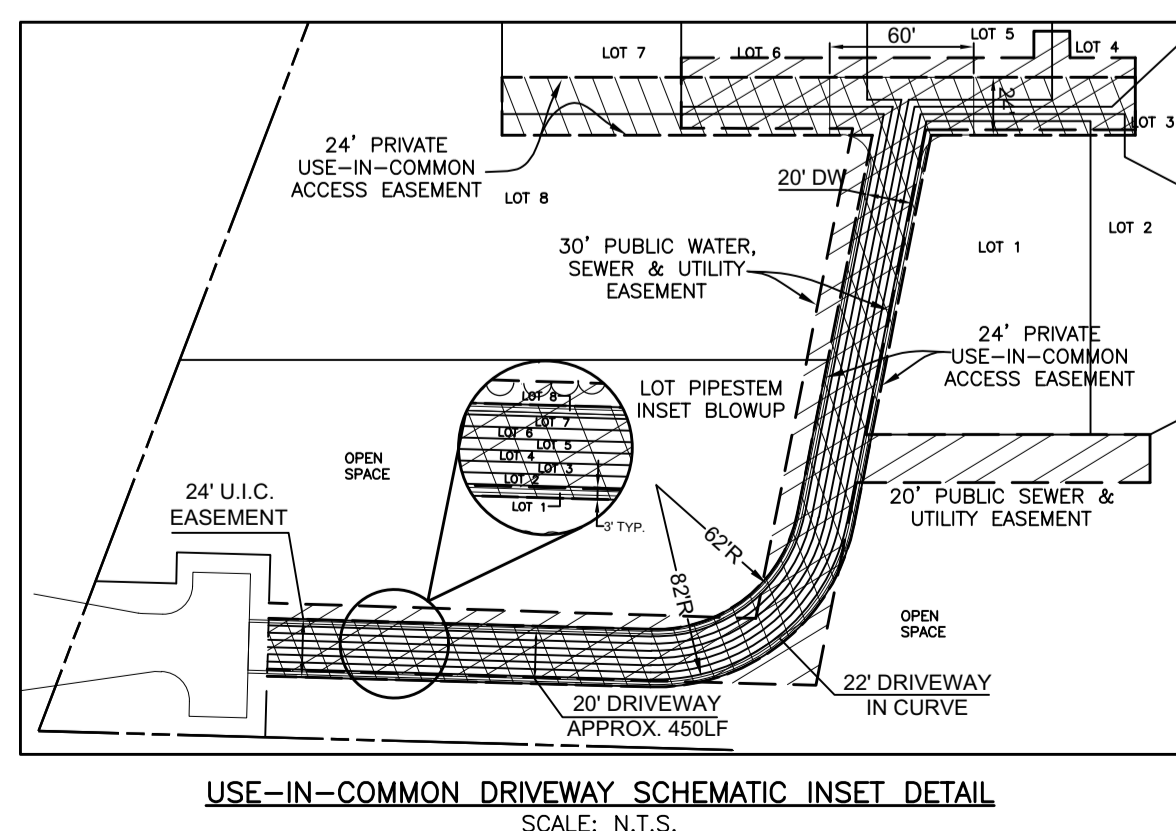 LOT 7
LOT 6
60'
LOT 5
LOT 4
LOT 3
24' PRIVATE
USE-IN-COMMON
ACCESS EASEMENT
LOT 8
20' DW
LOT 2
LOT 1
30' PUBLIC WATER,
SEWER & UTILITY
EASEMENT
24' PRIVATE
USE-IN-COMMON
ACCESS EASEMENT
LOT PIPESTEM
INSET BLOWUP
LOT 8
LOT 7
LOT 6
LOT 5
LOT 4
LOT 3
LOT 2
LOT 1
3' TYP.
OPEN
SPACE
24' U.I.C.
EASEMENT
20' PUBLIC SEWER &
UTILITY EASEMENT
62'R
82'R
OPEN
SPACE
22' DRIVEWAY
IN CURVE
20' DRIVEWAY
APPROX. 450LF
USE-IN-COMMON DRIVEWAY SCHEMATIC INSET DETAIL
SCALE: N.T.S.